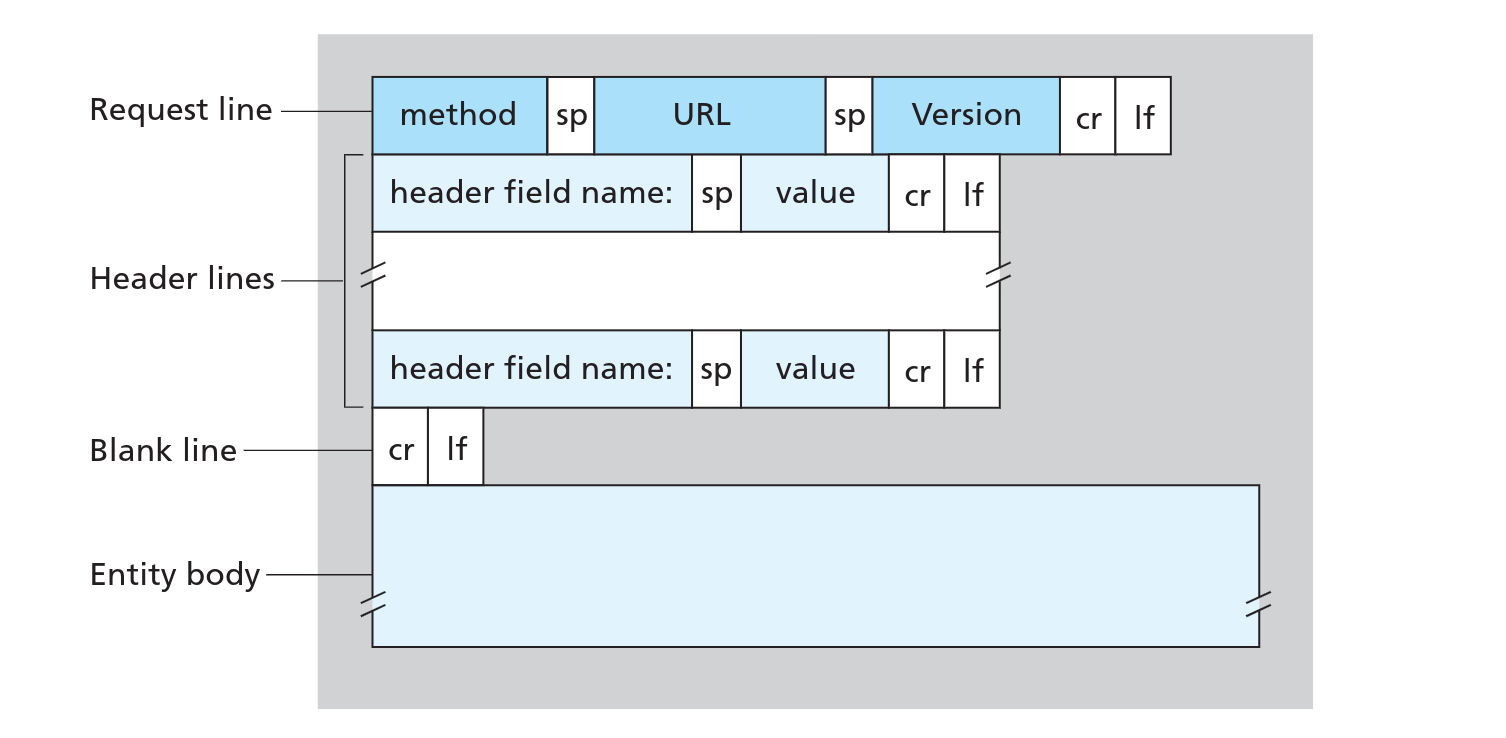 Request line method sp URL sp Version cr lf
header field name: sp value cr lf
Header lines
header field name: sp value cr lf
Blank line cr lf
Entity body